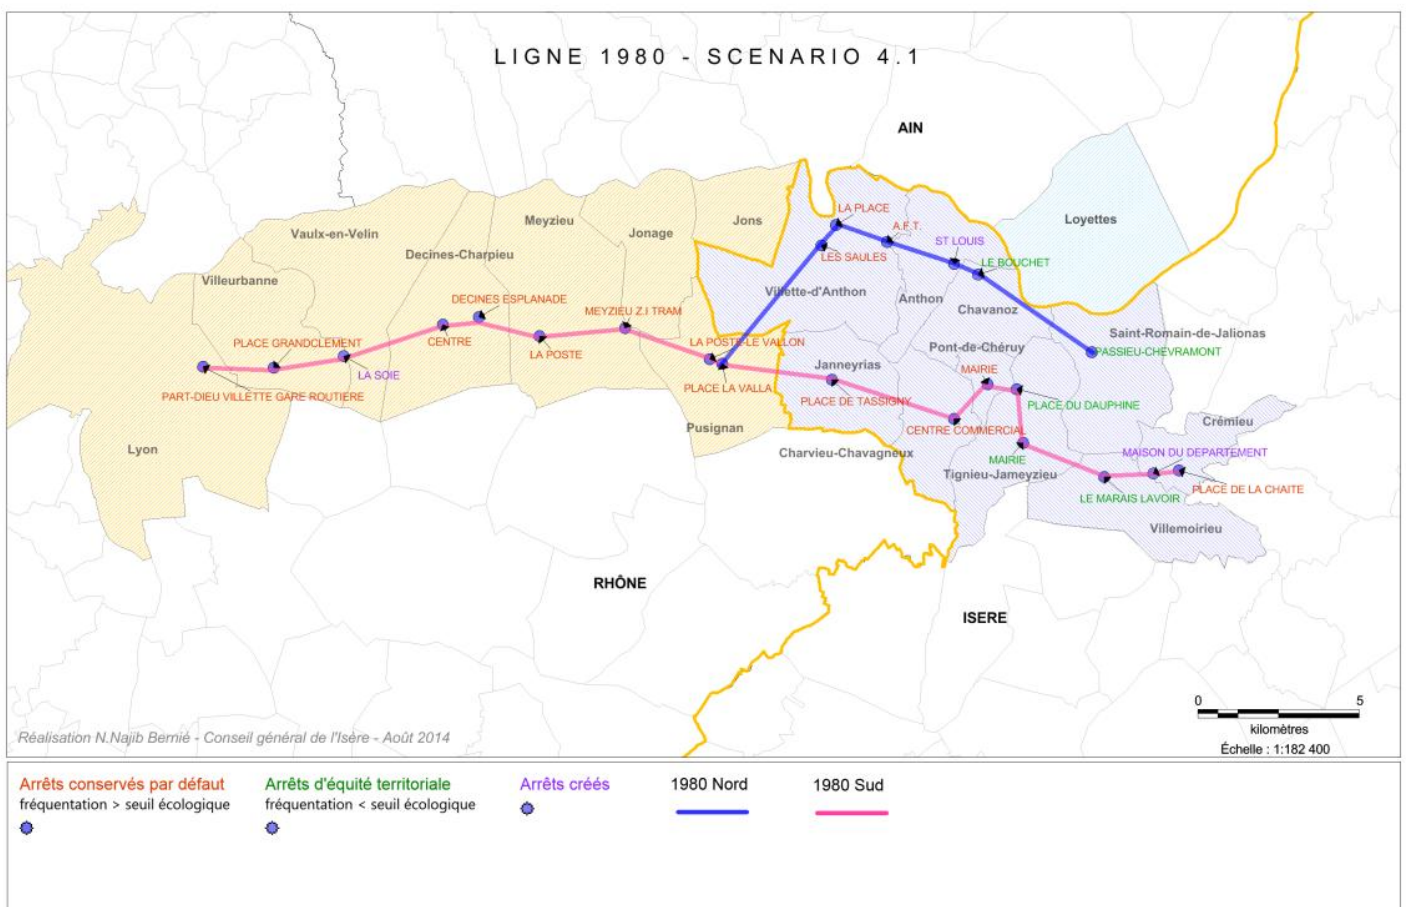 LIGNE 1980 - SCENARIO 4.1
AIN
LA PLACE
Jons
Loyettes
Meyzieu
A.F.T.
Vaulx-en-Velin
Jonage
ST LOUIS
Decines-Charpieu
LES SAULES
LE BOUCHET
Villeurbanne
Villette-d'Anthon
Anthon
DECINES ESPLANADE
Chavanoz
MEYZIEU Z.I TRAM
Saint-Romain-de-Jalionas
PLACE GRANDCLEMENT
CENTRE
LA POSTE-LE VALLON
Pont-de-Chéruy
LA POSTE
PASSIEU-CHEVRAMONT
Janneyrias
MAIRIE
LA SOIE
PLACE LA VALLA
PART-DIEU VILLETTE GARE ROUTIERE
PLACE DE TASSIGNY
PLACE DU DAUPHINE
Crémieu
Pusignan
CENTRE COMMERCIAL
Lyon
Charvieu-Chavagneux
MAISON DU DEPARTEMENT
MAIRIE
Tignieu-Jameyzieu
PLACE DE LA CHAITE
LE MARAIS LAVOIR
Villemoirieu
RHÔNE
ISERE
0 5
kilomètres
Échelle : 1:182 400
Réalisation N.Najib Bernié - Conseil général de l'Isère - Août 2014
Arrêts conservés par défaut
fréquentation > seuil écologique
Arrêts d'équité territoriale
fréquentation < seuil écologique
Arrêts créés
1980 Nord
1980 Sud